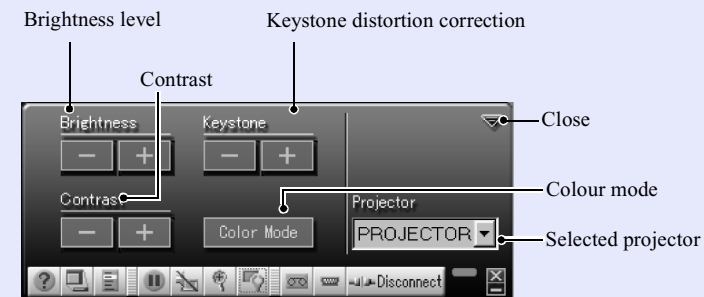 Brightness level
Keystone distortion correction
Contrast
Brightness
Keystone
Close
Contrast
Colour mode
Projector
Color Mode
PROJECTOR
Selected projector
Disconnect